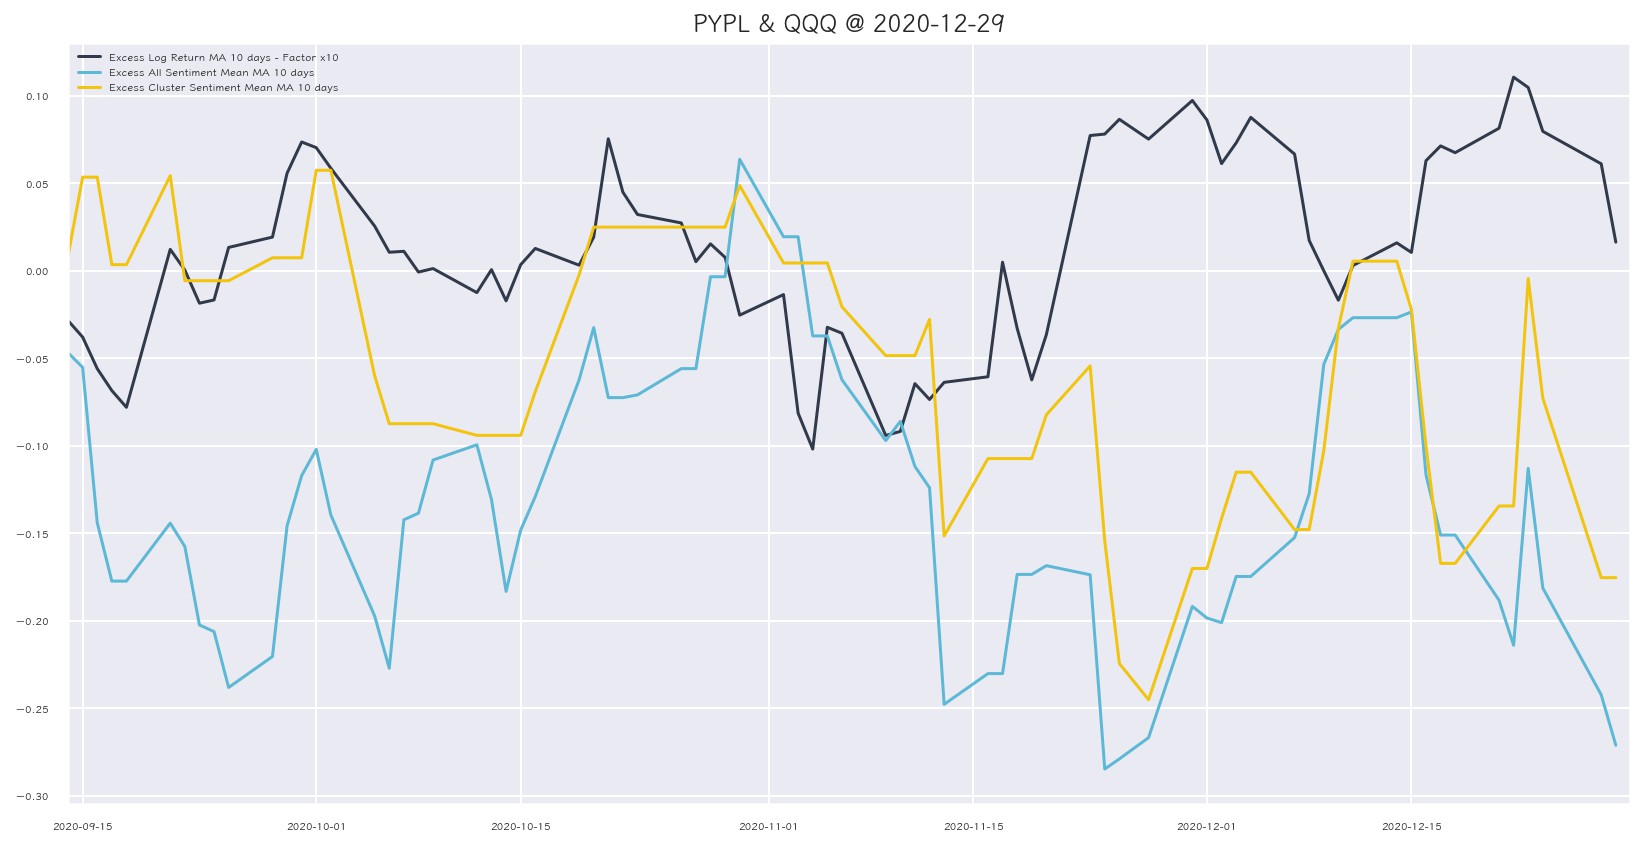 PYPL & QQQ @ 2020-12-29
Excess Log Return MA 10 days - Factor x10
Excess All Sentiment Mean MA 10 days
Excess Cluster Sentiment Mean MA 10 days
0.10
0.05
0.00
−0.05
−0.10
−0.15
−0.20
−0.25
−0.30
2020-09-15 2020-10-01 2020-10-15 2020-11-01 2020-11-15 2020-12-01 2020-12-15